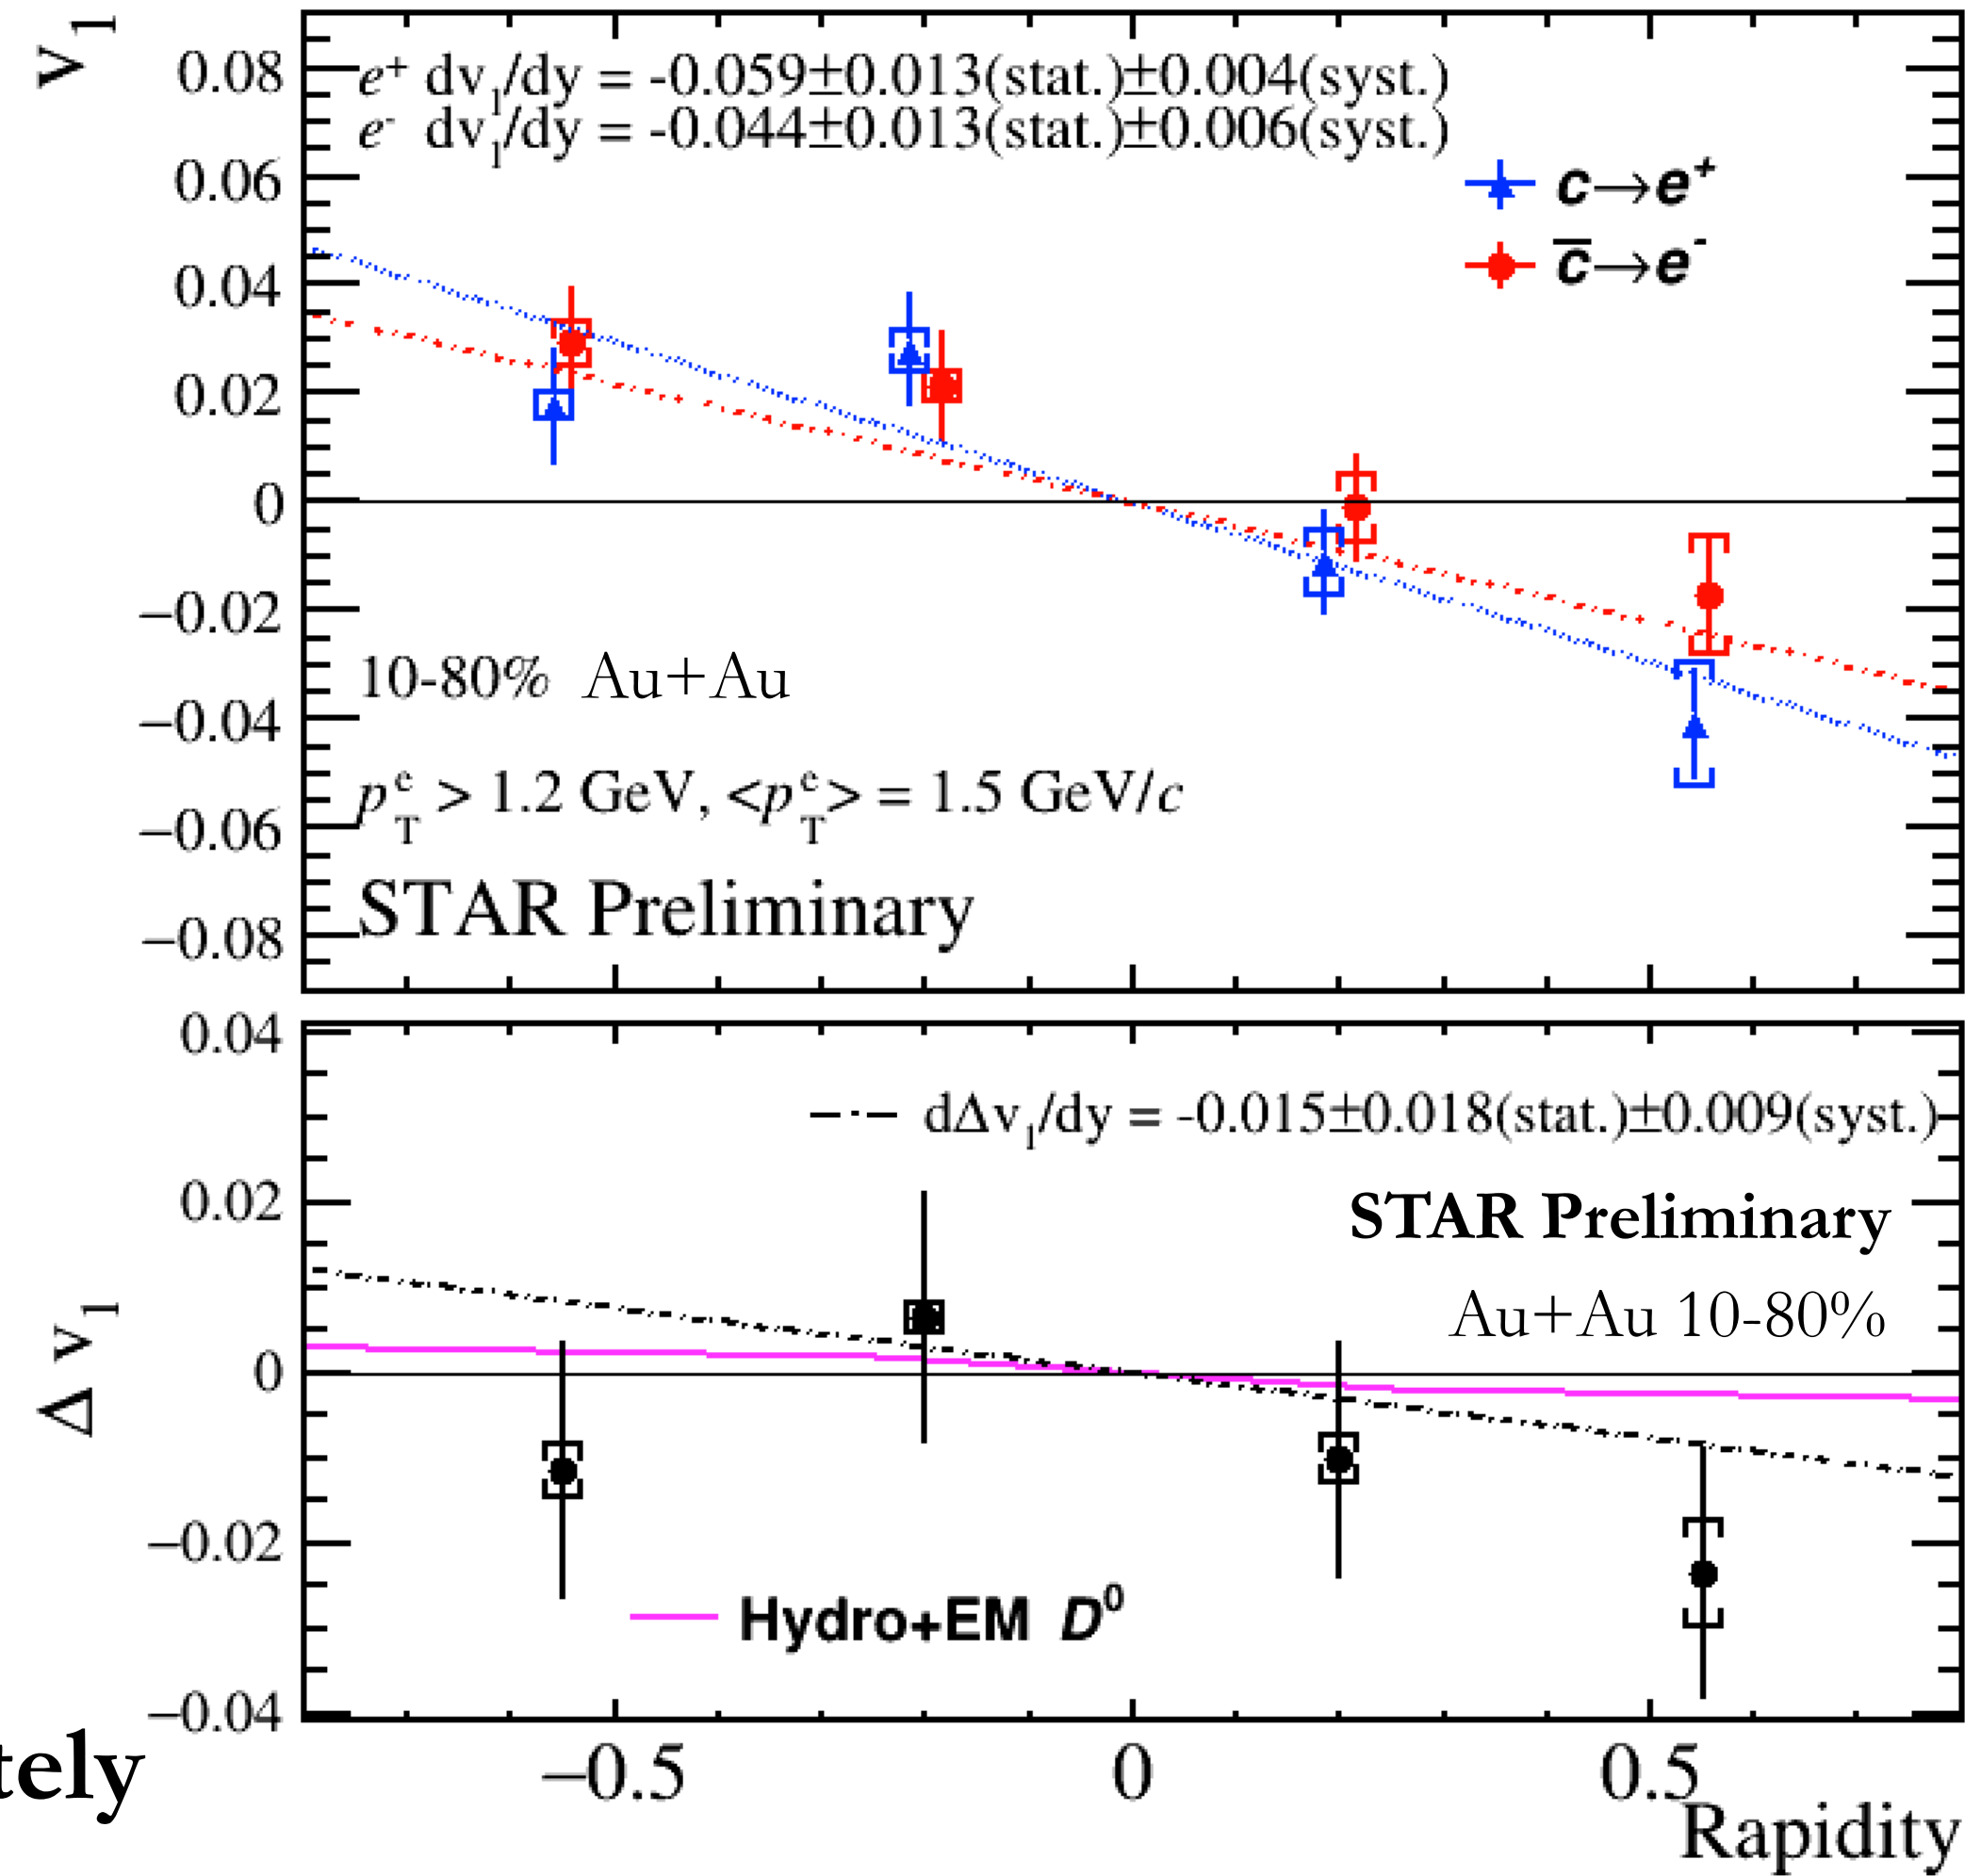 v₁
0.08
0.06
0.04
0.02
0
−0.02
−0.04
−0.06
−0.08
e⁺ dv₁/dy = -0.059±0.013(stat.)±0.004(syst.)
e⁻ dv₁/dy = -0.044±0.013(stat.)±0.006(syst.)
c→e⁺
c̅→e⁻
10-80% Au+Au
pᵀᵉ > 1.2 GeV, <pᵀᵉ> = 1.5 GeV/c
STAR Preliminary
Δ v₁
0.04
0.02
0
−0.02
−0.04
dΔv₁/dy = -0.015±0.018(stat.)±0.009(syst.)
STAR Preliminary
Au+Au 10-80%
Hydro+EM D⁰
−0.5 0 0.5
Rapidity
tely